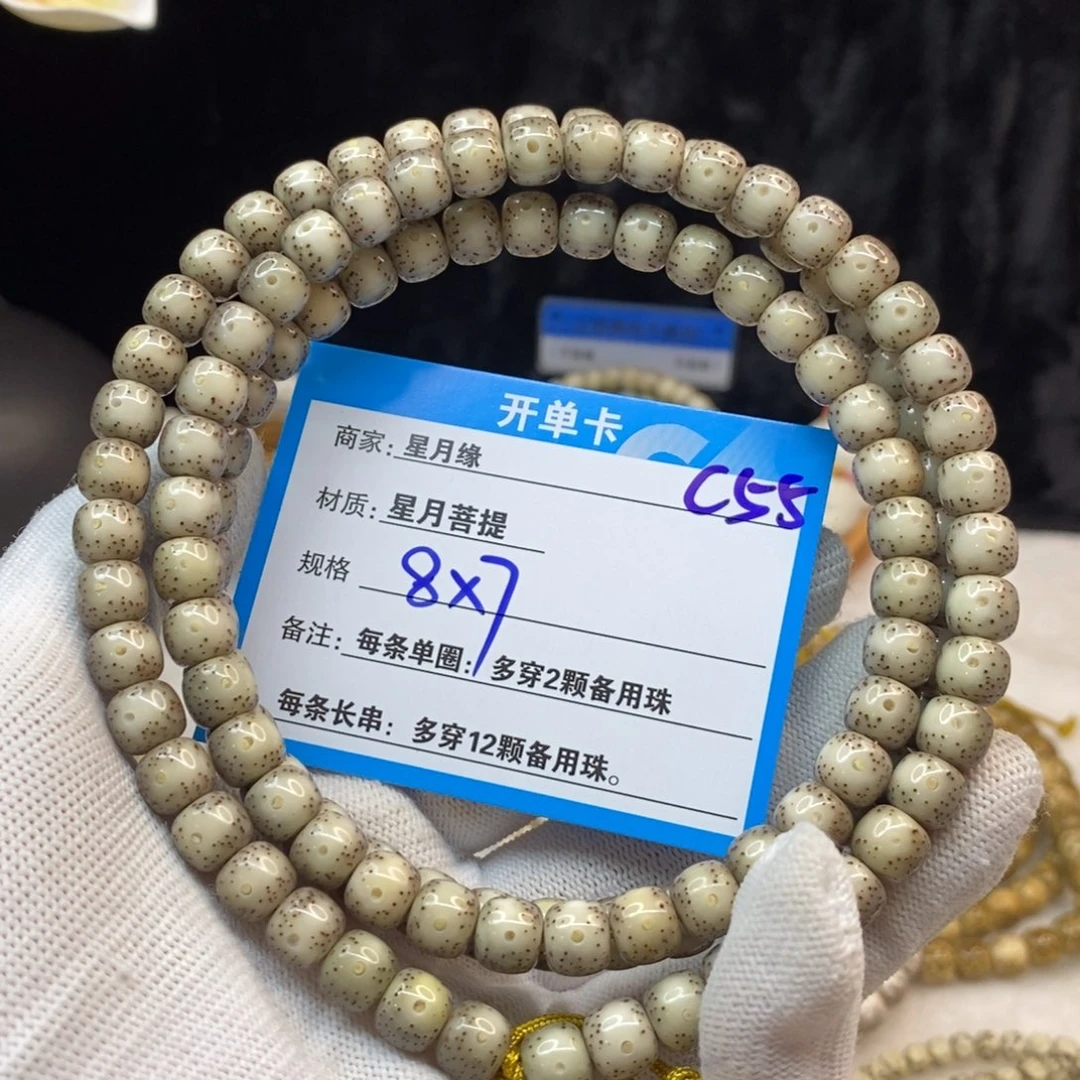 开单卡
商家：星月缘
C55
材质：星月菩提
规格 8×7
备注：每条单圈：多穿2颗备用珠
每条长串：多穿12颗备用珠。